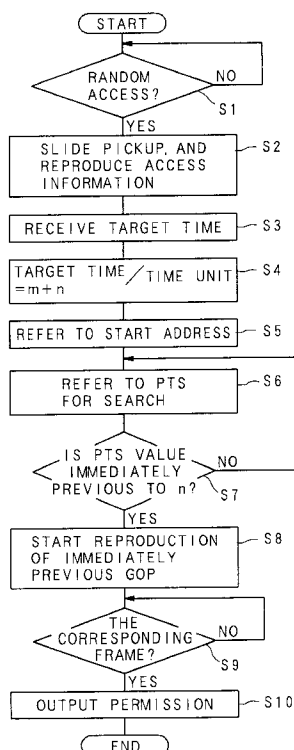 START
RANDOM
ACCESS?
NO
S1
YES
SLIDE PICKUP, AND
REPRODUCE ACCESS
INFORMATION
S2
RECEIVE TARGET TIME
S3
TARGET TIME / TIME UNIT
=m+n
S4
REFER TO START ADDRESS
S5
REFER TO PTS
FOR SEARCH
S6
IS PTS VALUE
IMMEDIATELY
PREVIOUS TO n?
NO
S7
YES
START REPRODUCTION
OF IMMEDIATELY
PREVIOUS GOP
S8
THE
CORRESPONDING
FRAME?
NO
S9
YES
OUTPUT PERMISSION
S10
END